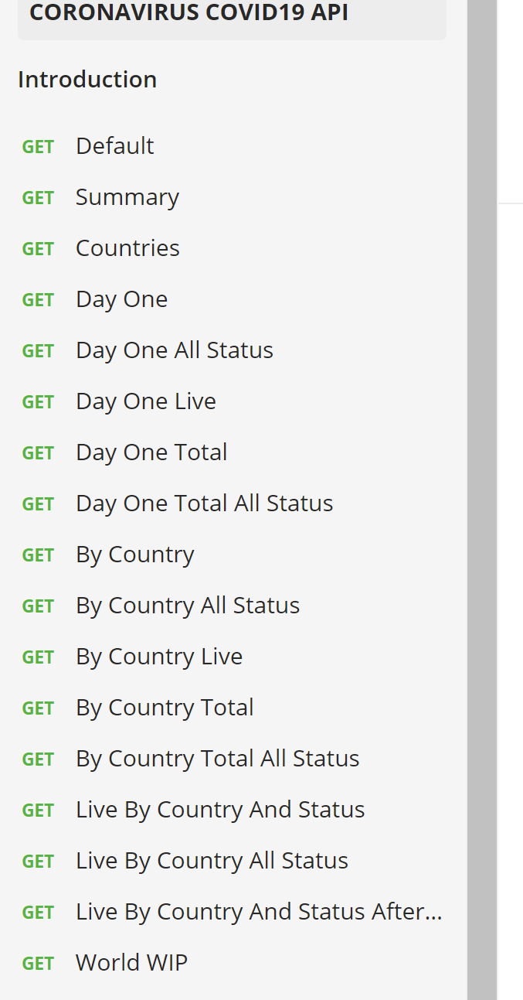 CORONAVIRUS COVID19 API
Introduction
GET Default
GET Summary
GET Countries
GET Day One
GET Day One All Status
GET Day One Live
GET Day One Total
GET Day One Total All Status
GET By Country
GET By Country All Status
GET By Country Live
GET By Country Total
GET By Country Total All Status
GET Live By Country And Status
GET Live By Country All Status
GET Live By Country And Status After...
GET World WIP